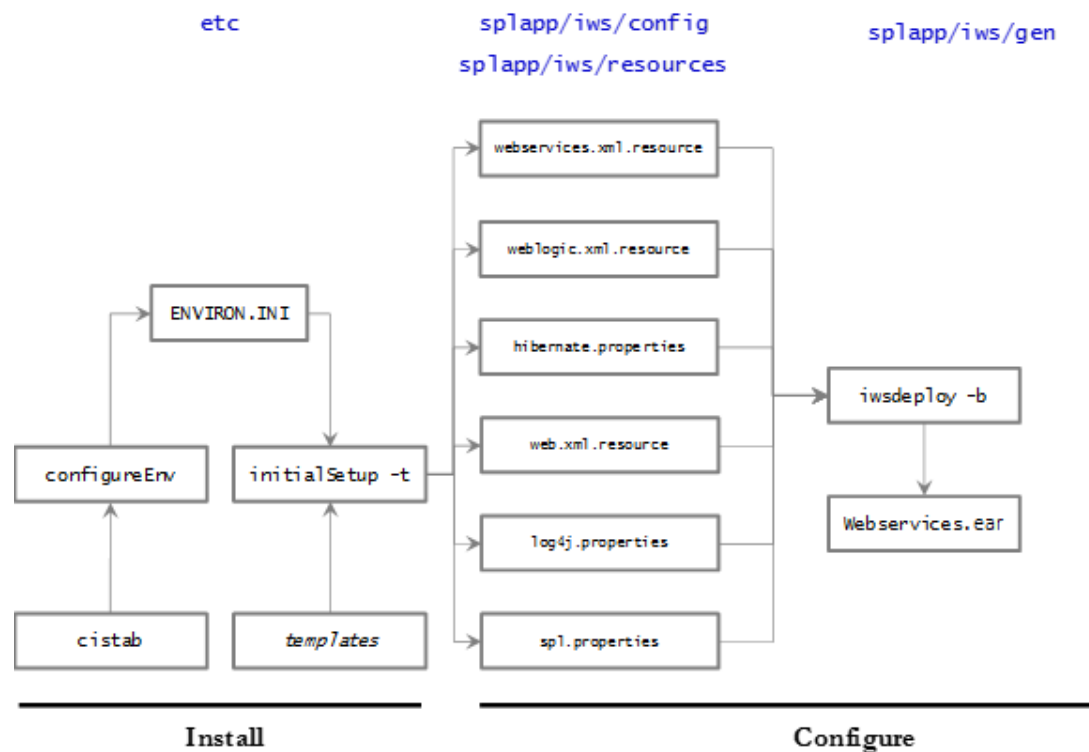 etc
splapp/iws/config
splapp/iws/resources
splapp/iws/gen
webservices.xml.resource
weblogic.xml.resource
ENVIRON.INI
hibernate.properties
iwsdeploy -b
configureEnv
initialSetup -t
web.xml.resource
Webservices.ear
log4j.properties
cistab
templates
spl.properties
Install
Configure